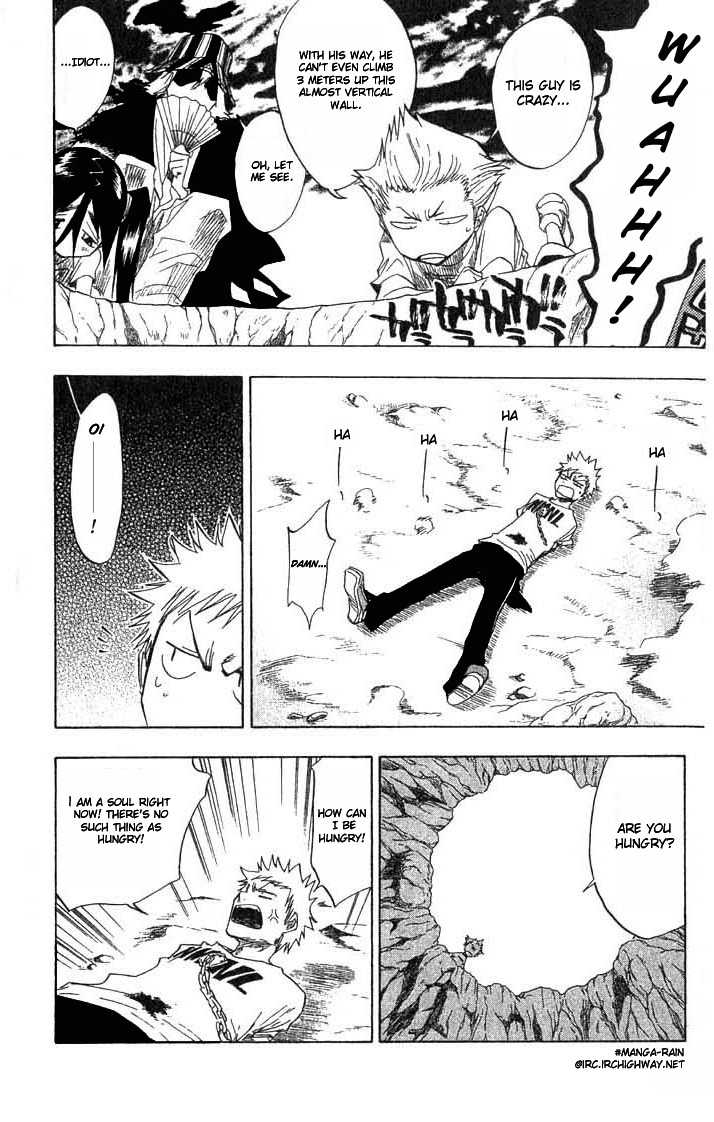 WUAHHHH!
THIS GUY IS
CRAZY...
WITH HIS WAY, HE
CAN'T EVEN CLIMB
3 METERS UP THIS
ALMOST VERTICAL
WALL.
OH, LET
ME SEE.
...IDIOT...
HA
HA
HA
HA
DAMN...
OI
!
ARE YOU
HUNGRY?
HOW CAN
I BE
HUNGRY!
I AM A SOUL RIGHT
NOW! THERE'S NO
SUCH THING AS
HUNGRY!
#MANGA-RAIN
@IRC.IRCHIGHWAY.NET